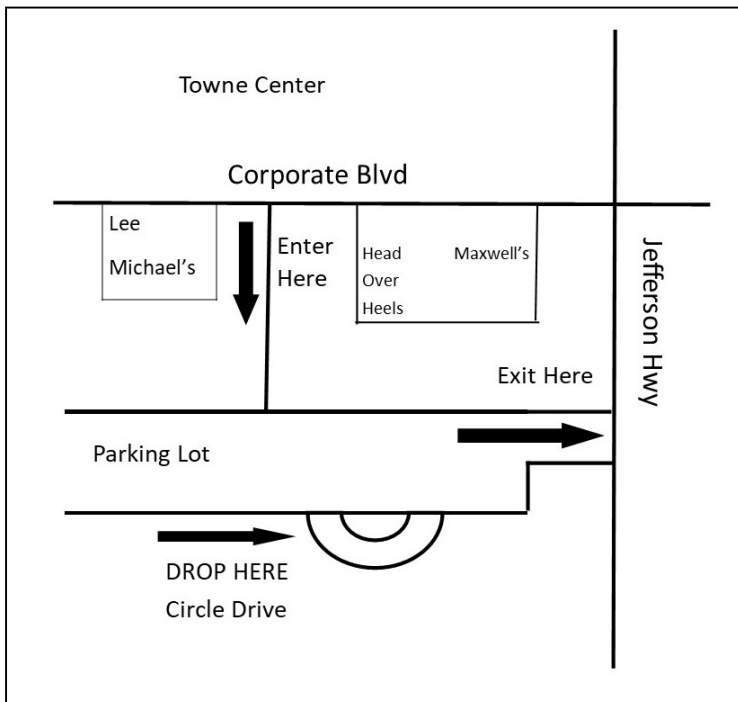 Towne Center
Corporate Blvd
Lee
Michael's
Enter
Here
Head
Over
Heels
Maxwell's
Jefferson Hwy
Exit Here
Parking Lot
DROP HERE
Circle Drive